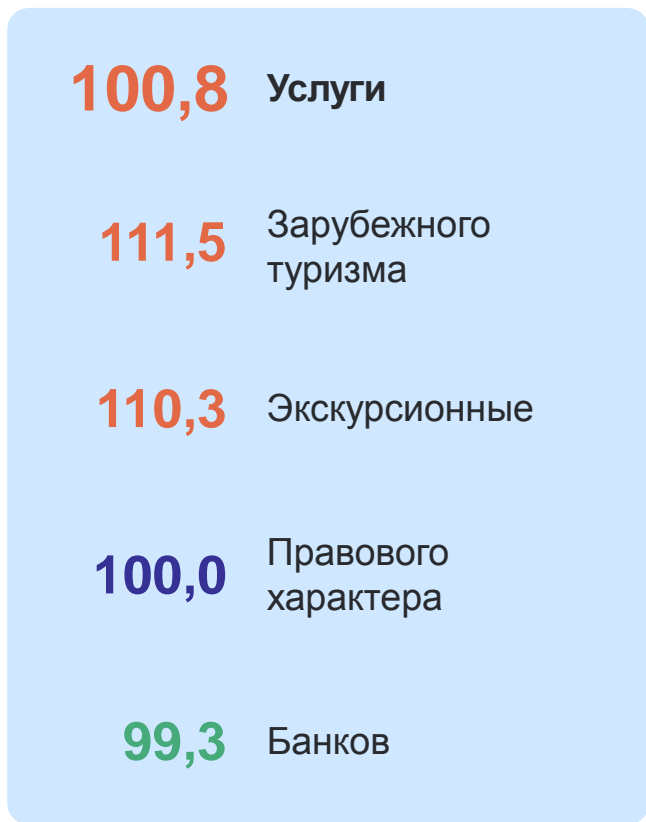 100,8 Услуги
111,5 Зарубежного
туризма
110,3 Экскурсионные
100,0 Правового
характера
99,3 Банков